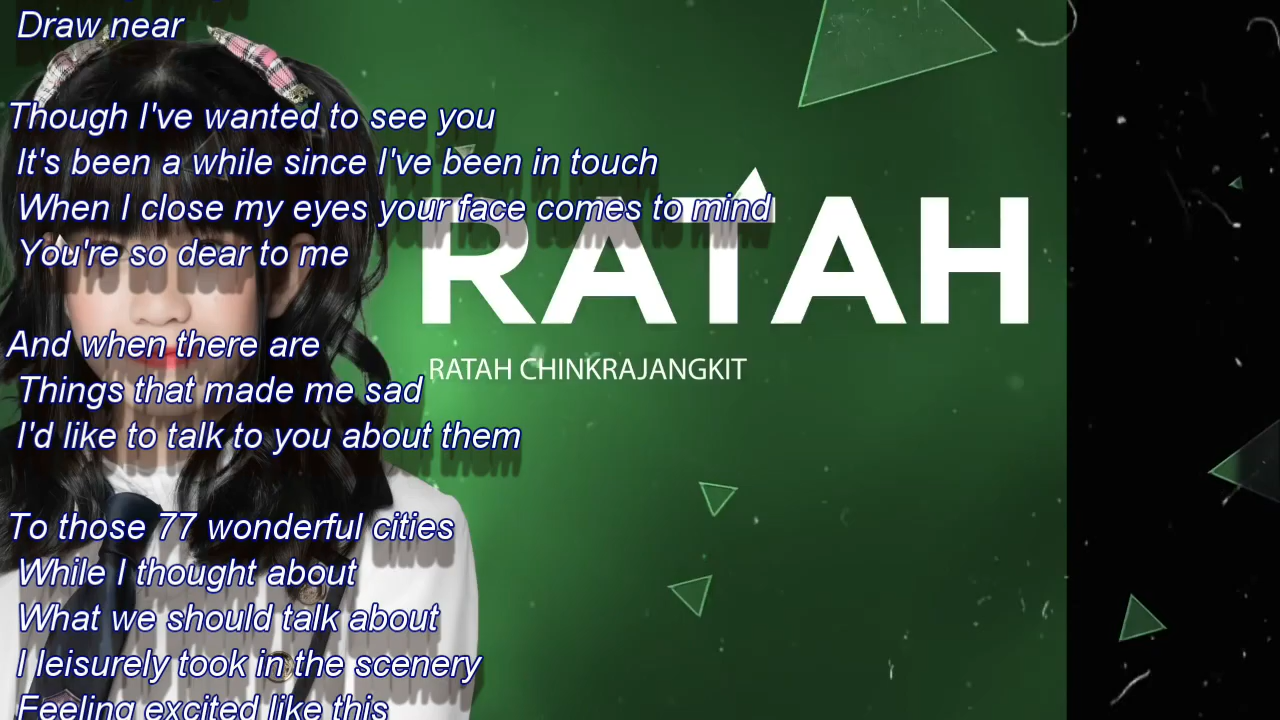 Draw near
Though I've wanted to see you
It's been a while since I've been in touch
When I close my eyes your face comes to mind
You're so dear to me
And when there are
Things that made me sad
I'd like to talk to you about them
To those 77 wonderful cities
While I thought about
What we should talk about
I leisurely took in the scenery
Feeling excited like this
RATAH
RATAH CHINKRAJANGKIT